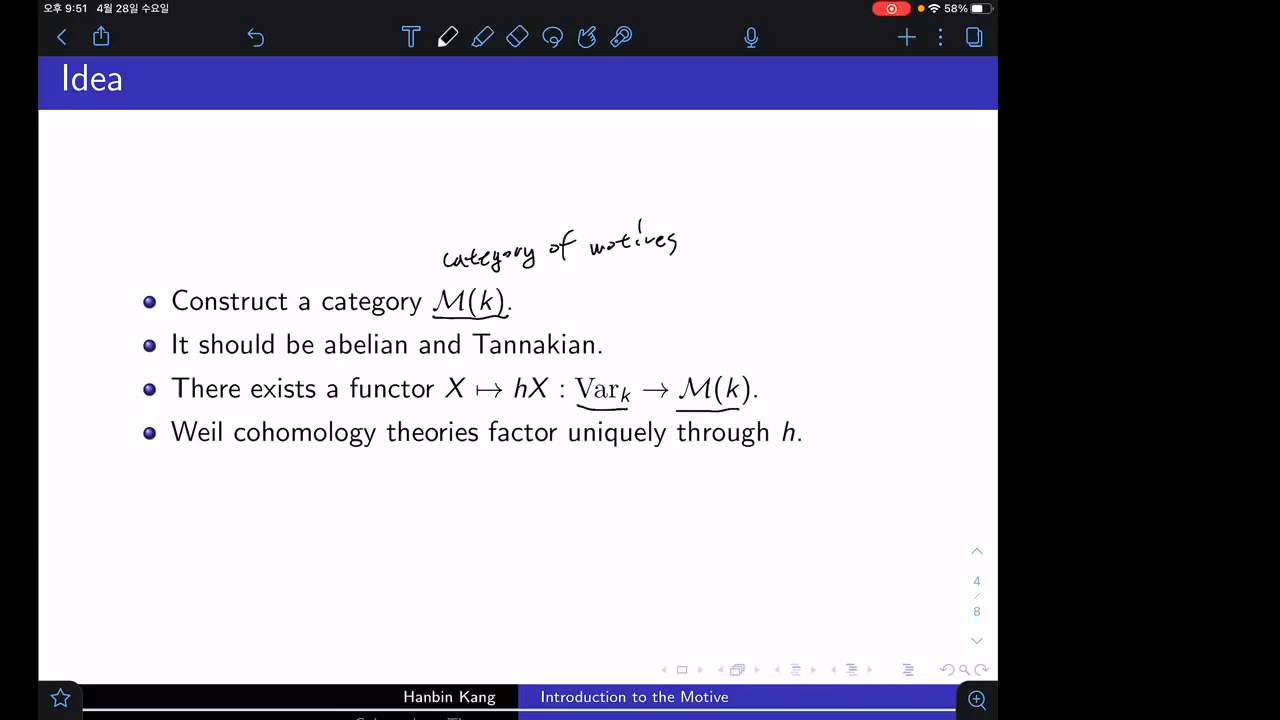 오후 9:51 4월 28일 수요일 58%
Idea
category of motives
Construct a category ℳ(k).
It should be abelian and Tannakian.
There exists a functor X ↦ hX : Var_k → ℳ(k).
Weil cohomology theories factor uniquely through h.
4
/
8
Hanbin Kang Introduction to the Motive